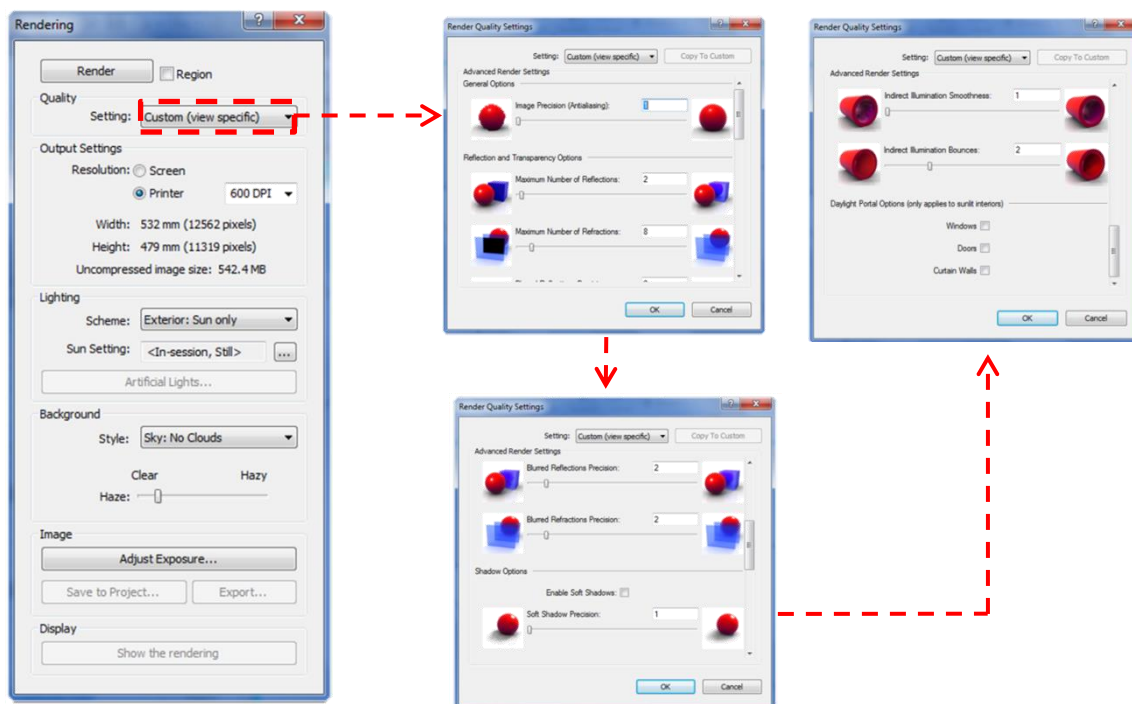 Rendering
Render
Region
Quality
Setting: Custom (view specific)
Output Settings
Resolution: Screen
Printer 600 DPI
Width: 532 mm (12562 pixels)
Height: 479 mm (11319 pixels)
Uncompressed image size: 542.4 MB
Lighting
Scheme: Exterior: Sun only
Sun Setting: <In-session, Still> ...
Artificial Lights...
Background
Style: Sky: No Clouds
Clear Hazy
Haze:
Image
Adjust Exposure...
Save to Project... Export...
Display
Show the rendering
Render Quality Settings
Setting: Custom (view specific) Copy To Custom
Advanced Render Settings
General Options
Image Precision (Antialiasing): 1
Reflection and Transparency Options
Maximum Number of Reflections: 2
Maximum Number of Refractions: 8
OK Cancel
Render Quality Settings
Setting: Custom (view specific) Copy To Custom
Advanced Render Settings
Blurred Reflections Precision: 2
Blurred Refractions Precision: 2
Shadow Options
Enable Soft Shadows:
Soft Shadow Precision: 1
OK Cancel
Render Quality Settings
Setting: Custom (view specific) Copy To Custom
Advanced Render Settings
Indirect Illumination Smoothness: 1
Indirect Illumination Bounces: 2
Daylight Portal Options (only applies to sunlit interiors)
Windows
Doors
Curtain Walls
OK Cancel